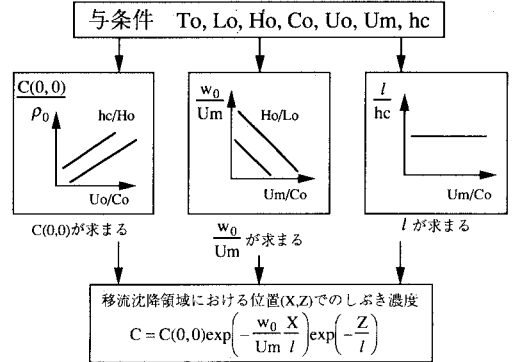 与条件 To, Lo, Ho, Co, Uo, Um, hc
C(0, 0)
ρ0
hc/Ho
Uo/Co
w0
Um
Ho/Lo
Um/Co
l
hc
Um/Co
C(0,0)が求まる
w0/Um が求まる
l が求まる
移流沈降領域における位置(X,Z)でのしぶき濃度
C = C(0,0)exp(-w0/Um X/l)exp(-Z/l)